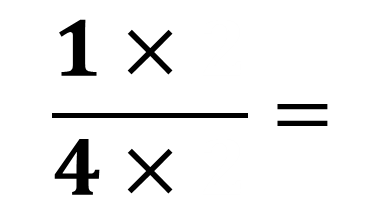 1 ×
4 × =